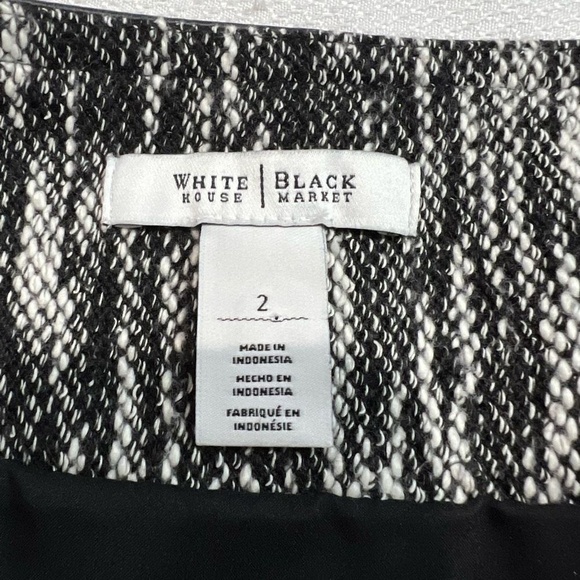 WHITE | BLACK
HOUSE | MARKET
2
MADE IN
INDONESIA
HECHO EN
INDONESIA
FABRIQUÉ EN
INDONÉSIE